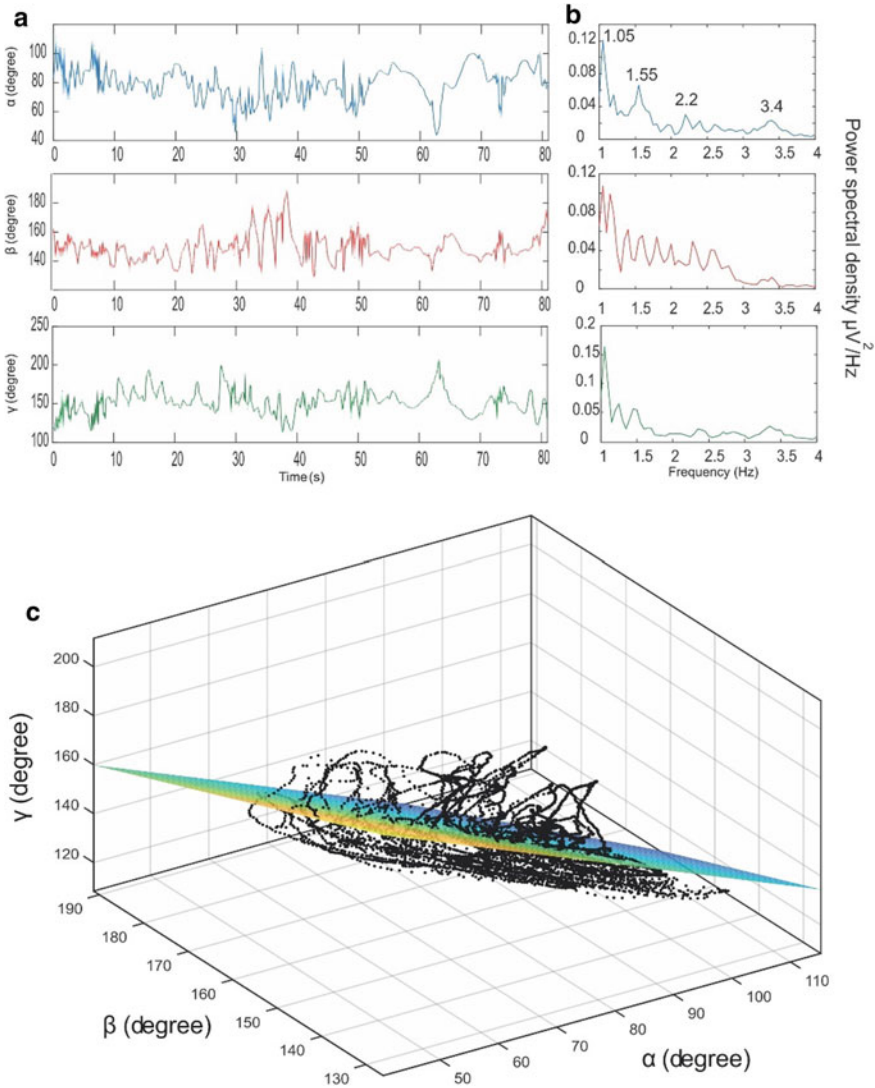 a
α (degree)
100
80
60
40
0 10 20 30 40 50 60 70 80
β (degree)
180
160
140
0 10 20 30 40 50 60 70 80
γ (degree)
250
200
150
100
0 10 20 30 40 50 60 70 80
Time (s)
b
0.12
0.08
0.04
0
1.05
1.55
2.2
3.4
1 1.5 2 2.5 3 3.5 4
0.12
0.08
0.04
0
1 1.5 2 2.5 3 3.5 4
0.2
0.15
0.1
0.05
0
1 1.5 2 2.5 3 3.5 4
Frequency (Hz)
Power spectral density µV²/Hz
c
γ (degree)
200
180
160
140
120
190
180
170
160
150
140
130
β (degree)
50
60
70
80
90
100
110
α (degree)